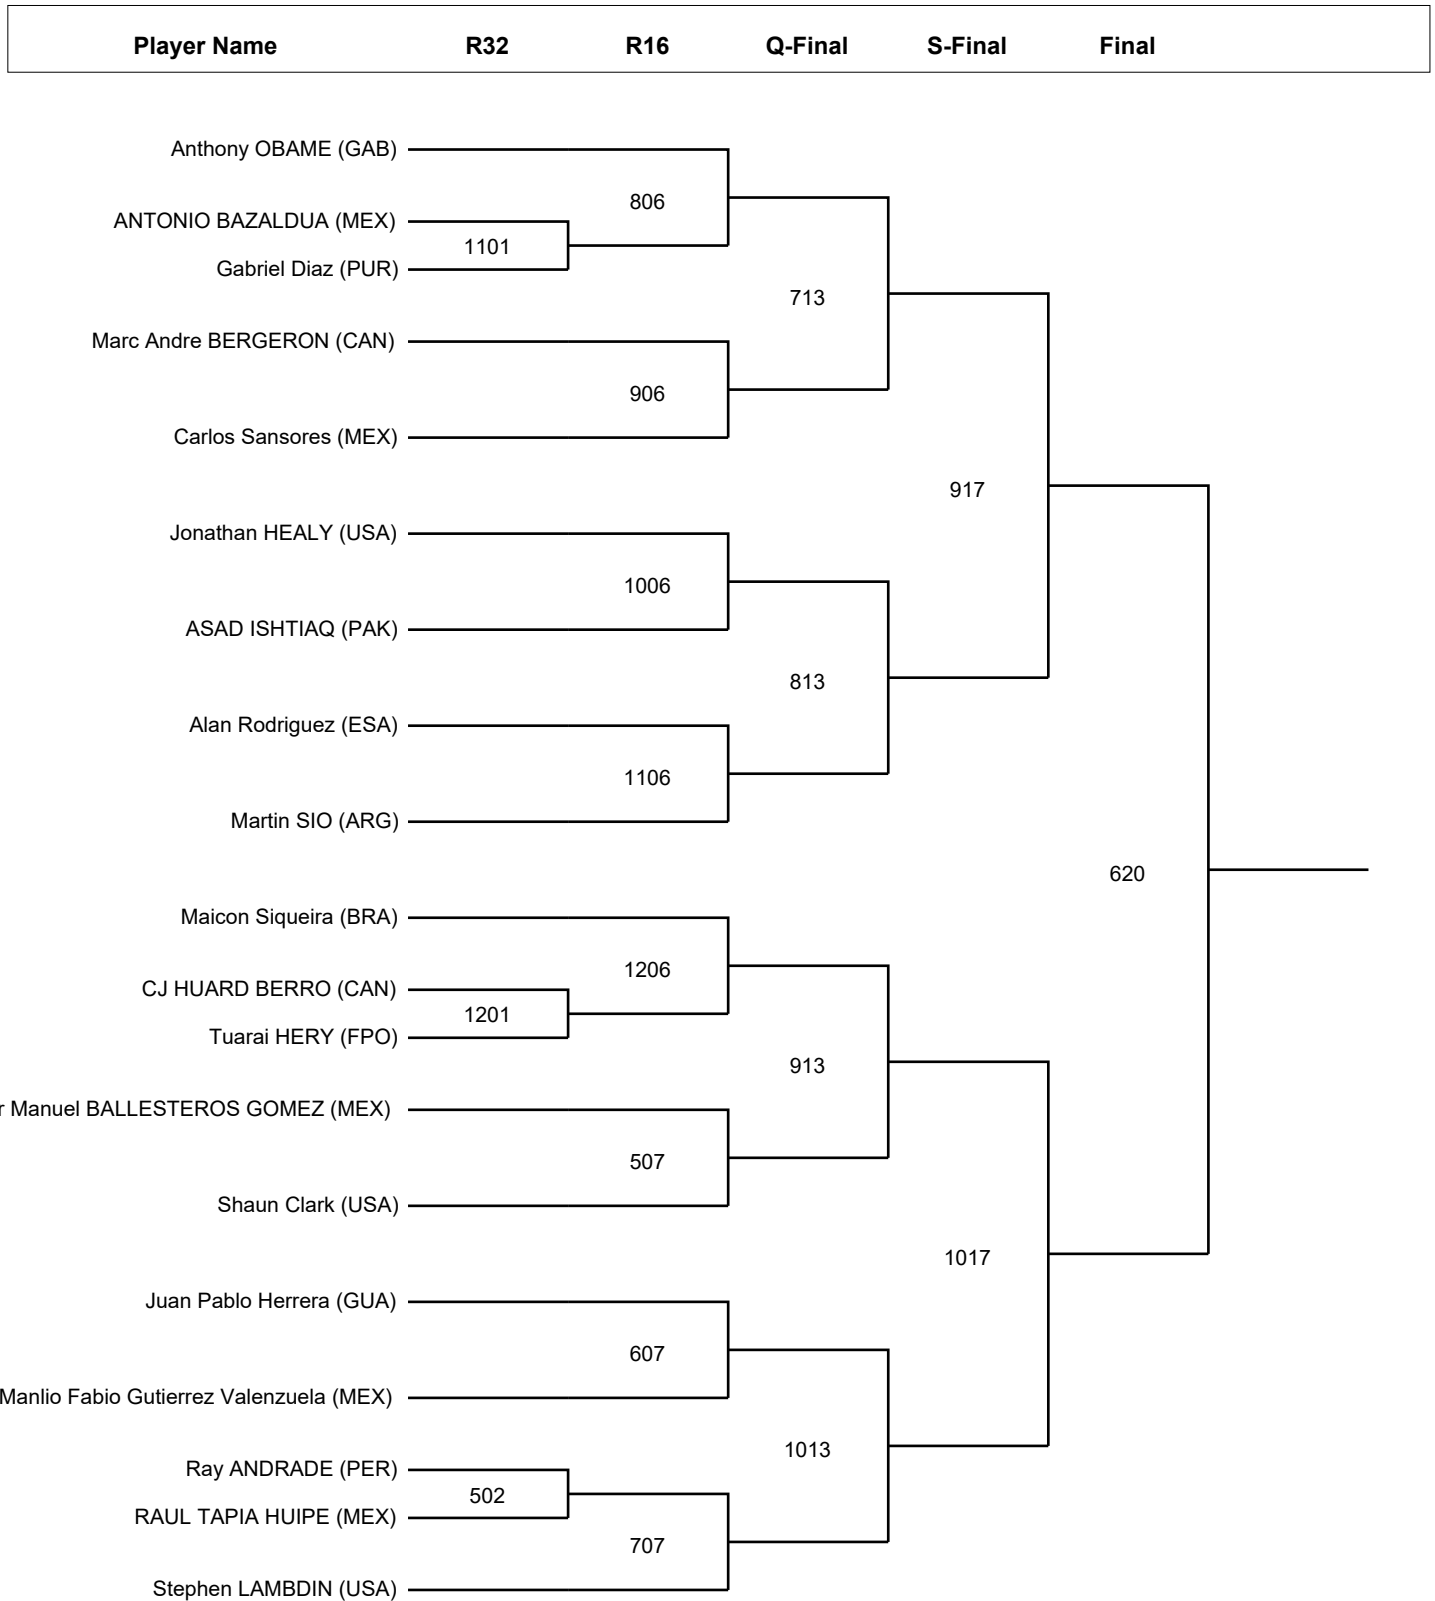 Player Name R32 R16 Q-Final S-Final Final
Anthony OBAME (GAB)
806
ANTONIO BAZALDUA (MEX)
1101
Gabriel Diaz (PUR)
713
Marc Andre BERGERON (CAN)
906
Carlos Sansores (MEX)
917
Jonathan HEALY (USA)
1006
ASAD ISHTIAQ (PAK)
813
Alan Rodriguez (ESA)
1106
Martin SIO (ARG)
620
Maicon Siqueira (BRA)
1206
CJ HUARD BERRO (CAN)
1201
Tuarai HERY (FPO)
913
r Manuel BALLESTEROS GOMEZ (MEX)
507
Shaun Clark (USA)
1017
Juan Pablo Herrera (GUA)
607
Manlio Fabio Gutierrez Valenzuela (MEX)
1013
Ray ANDRADE (PER)
502
RAUL TAPIA HUIPE (MEX)
707
Stephen LAMBDIN (USA)